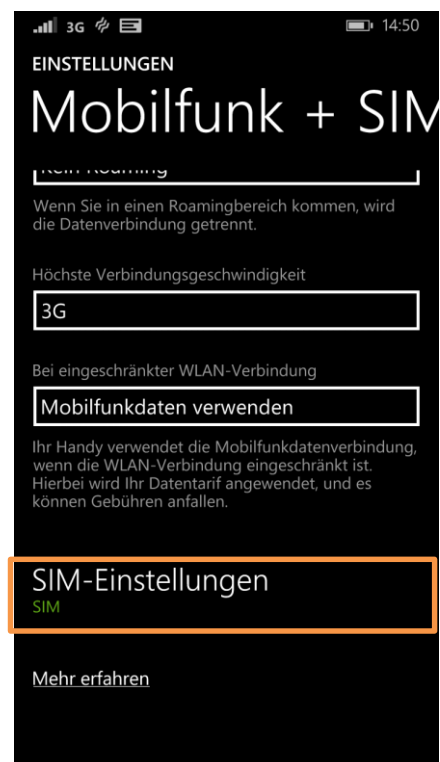 3G 14:50
EINSTELLUNGEN
Mobilfunk + SIM
Kein Roaming
Wenn Sie in einen Roamingbereich kommen, wird
die Datenverbindung getrennt.
Höchste Verbindungsgeschwindigkeit
3G
Bei eingeschränkter WLAN-Verbindung
Mobilfunkdaten verwenden
Ihr Handy verwendet die Mobilfunkdatenverbindung,
wenn die WLAN-Verbindung eingeschränkt ist.
Hierbei wird Ihr Datentarif angewendet, und es
können Gebühren anfallen.
SIM-Einstellungen
SIM
Mehr erfahren